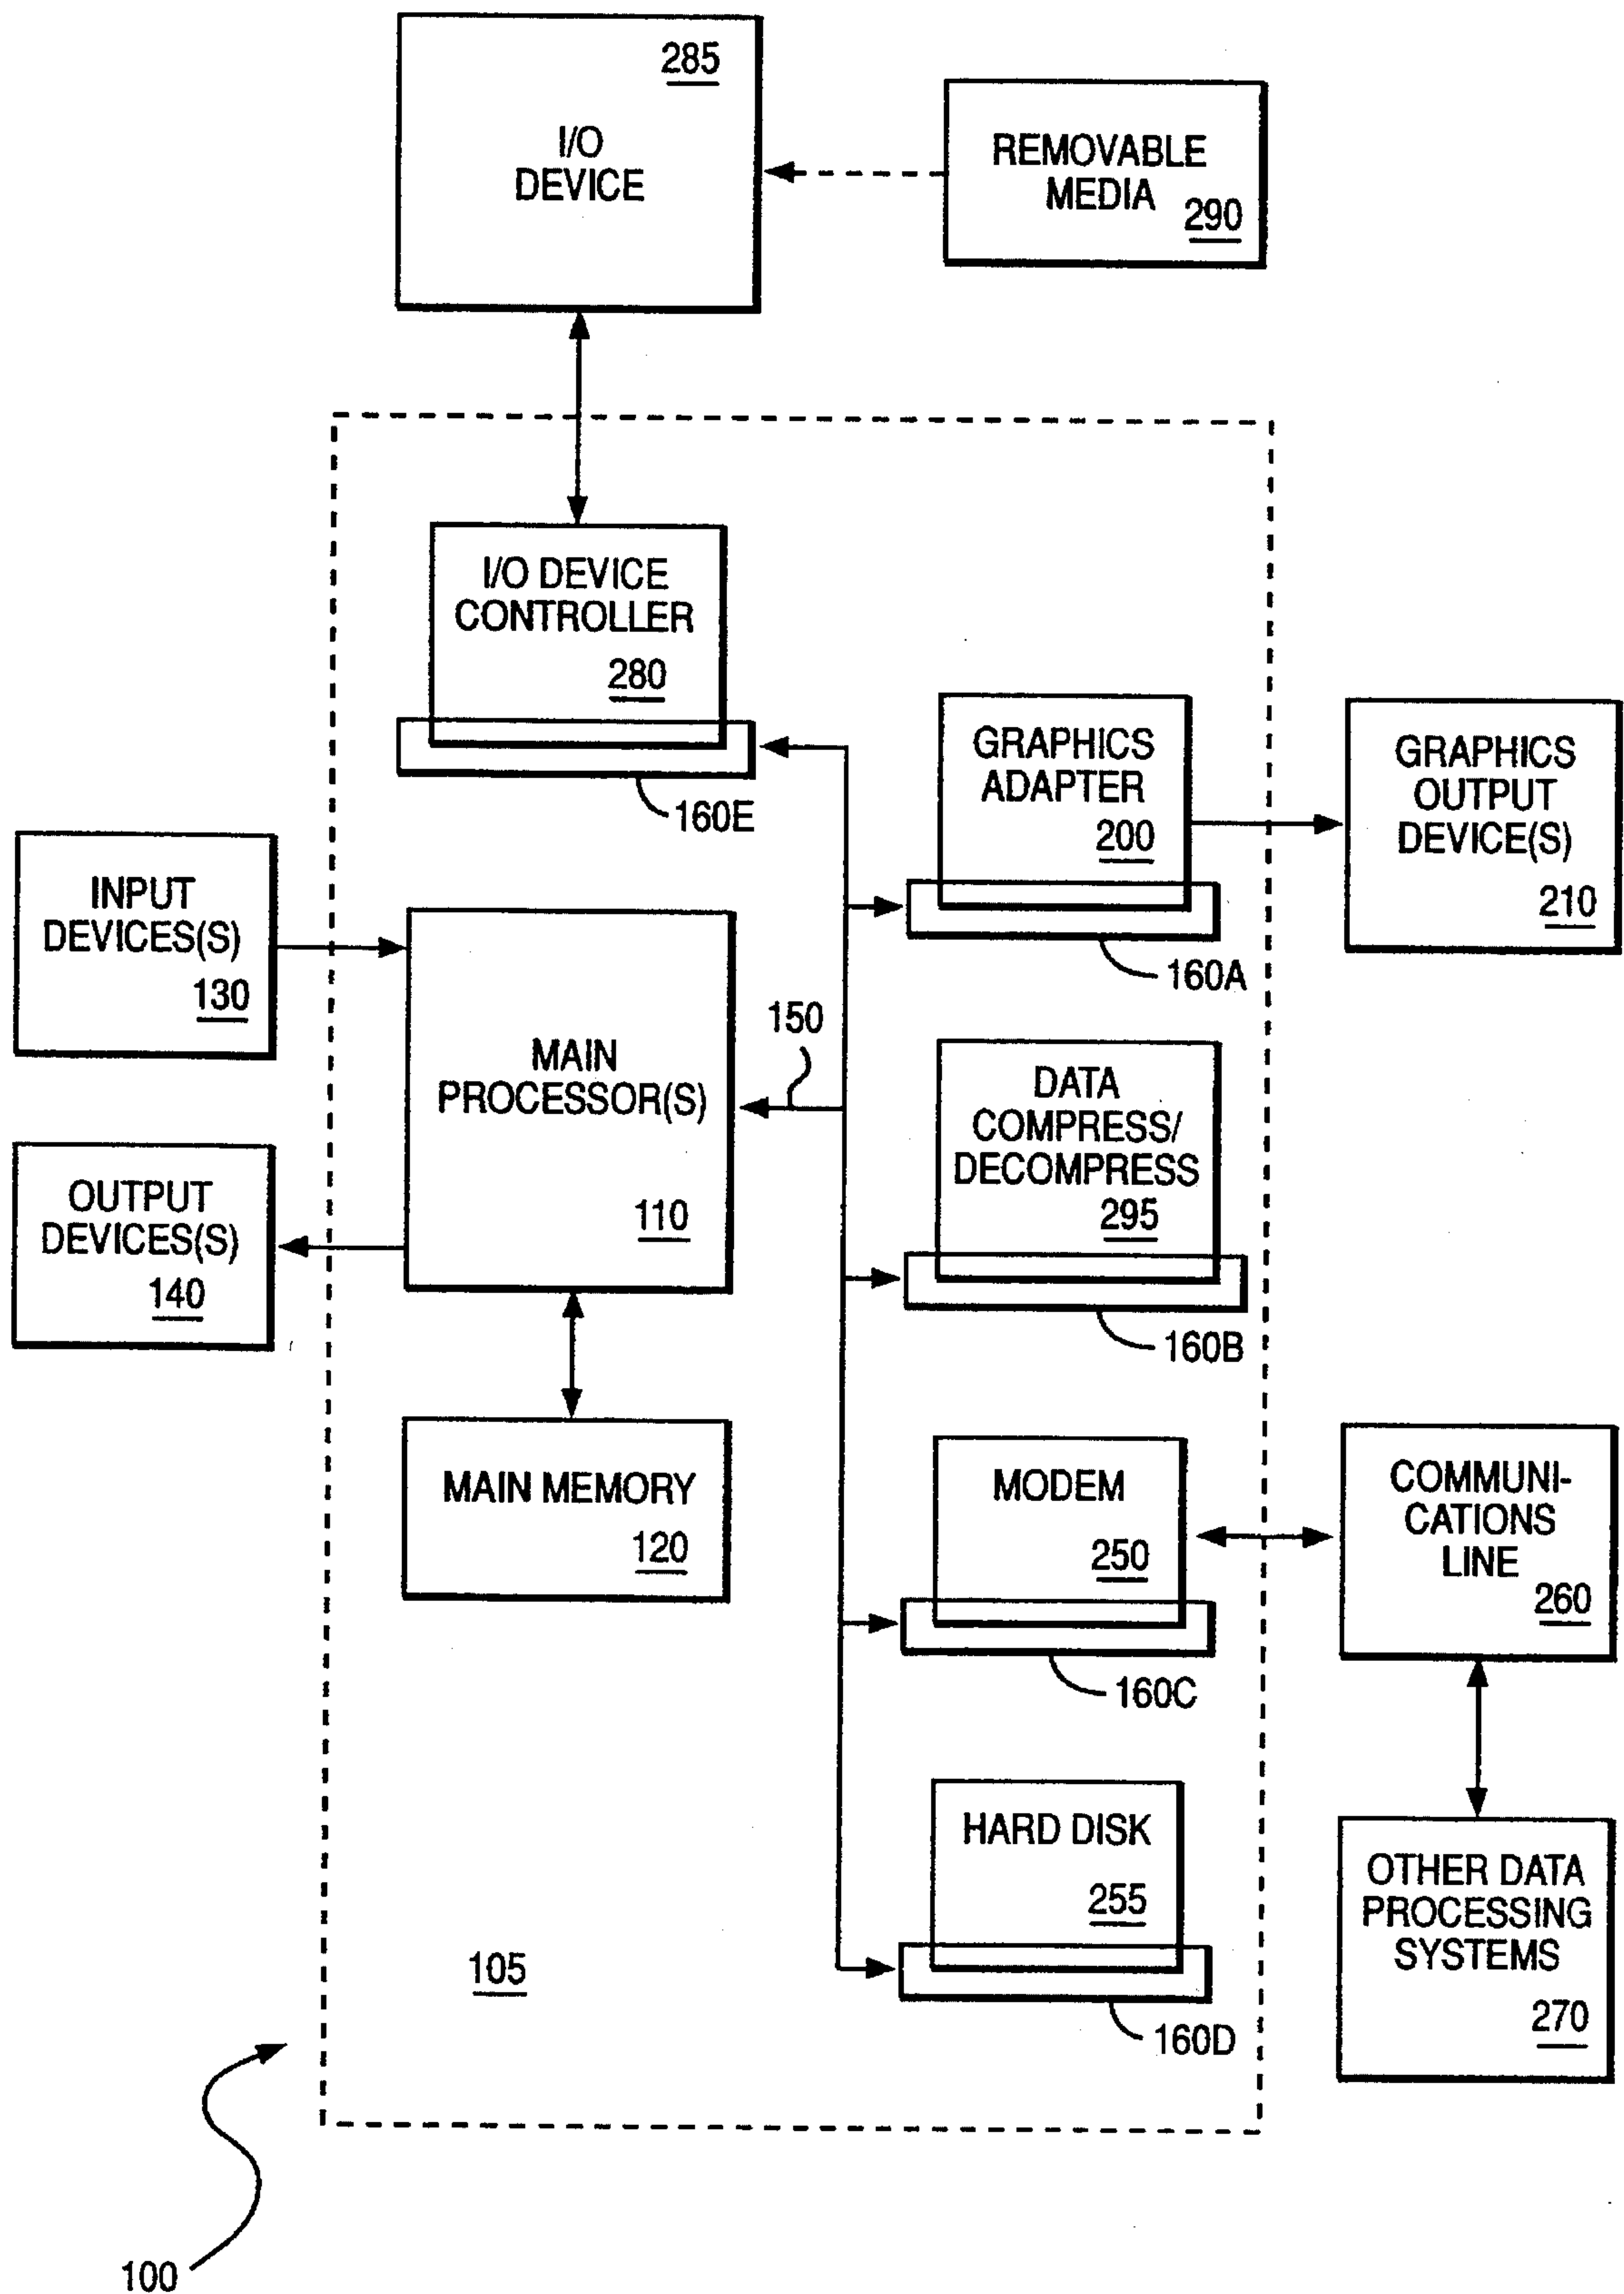 285
I/O
DEVICE
REMOVABLE
MEDIA
290
I/O DEVICE
CONTROLLER
280
160E
GRAPHICS
ADAPTER
200
160A
GRAPHICS
OUTPUT
DEVICE(S)
210
INPUT
DEVICES(S)
130
MAIN
PROCESSOR(S)
110
150
DATA
COMPRESS/
DECOMPRESS
295
160B
OUTPUT
DEVICES(S)
140
MAIN MEMORY
120
MODEM
250
160C
COMMUNI-
CATIONS
LINE
260
HARD DISK
255
160D
OTHER DATA
PROCESSING
SYSTEMS
270
105
100